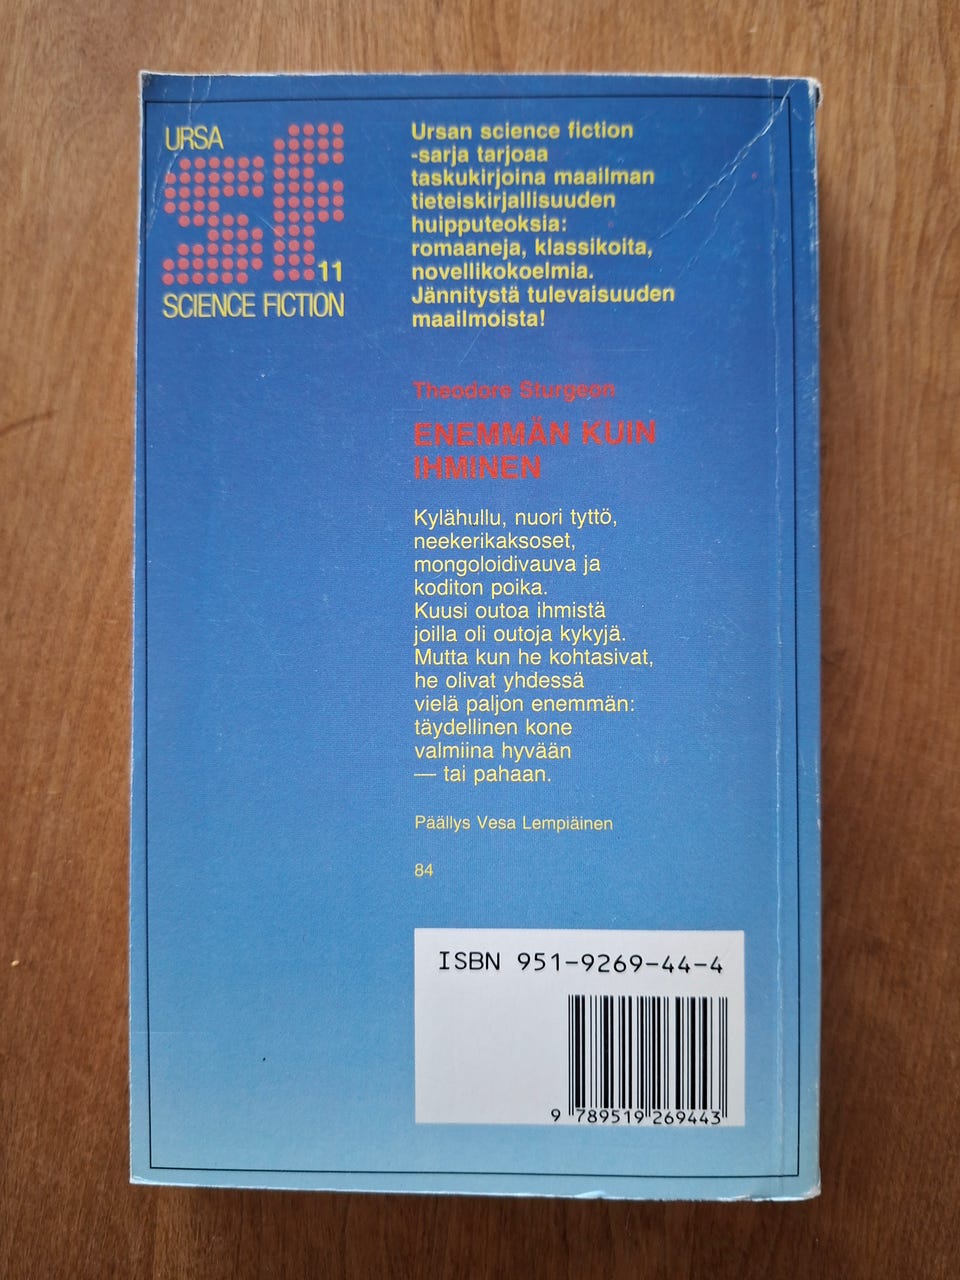 URSA
SF
11
SCIENCE FICTION
Ursan science fiction
-sarja tarjoaa
taskukirjoina maailman
tieteiskirjallisuuden
huipputeoksia:
romaaneja, klassikoita,
novellikokoelmia.
Jännitystä tulevaisuuden
maailmoista!
Theodore Sturgeon
ENEMMÄN KUIN
IHMINEN
Kylähullu, nuori tyttö,
neekerikaksoset,
mongoloidivauva ja
koditon poika.
Kuusi outoa ihmistä
joilla oli outoja kykyjä.
Mutta kun he kohtasivat,
he olivat yhdessä
vielä paljon enemmän:
täydellinen kone
valmiina hyvään
— tai pahaan.
Päällys Vesa Lempiäinen
84
ISBN 951-9269-44-4
9 789519 269443